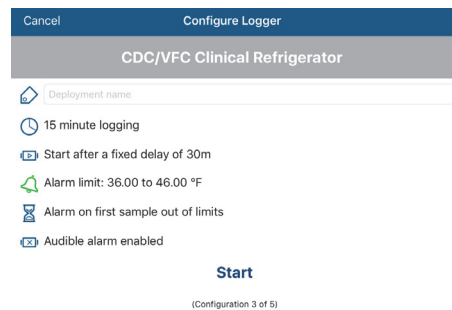 Cancel Configure Logger
CDC/VFC Clinical Refrigerator
Deployment name
15 minute logging
Start after a fixed delay of 30m
Alarm limit: 36.00 to 46.00 °F
Alarm on first sample out of limits
Audible alarm enabled
Start
(Configuration 3 of 5)